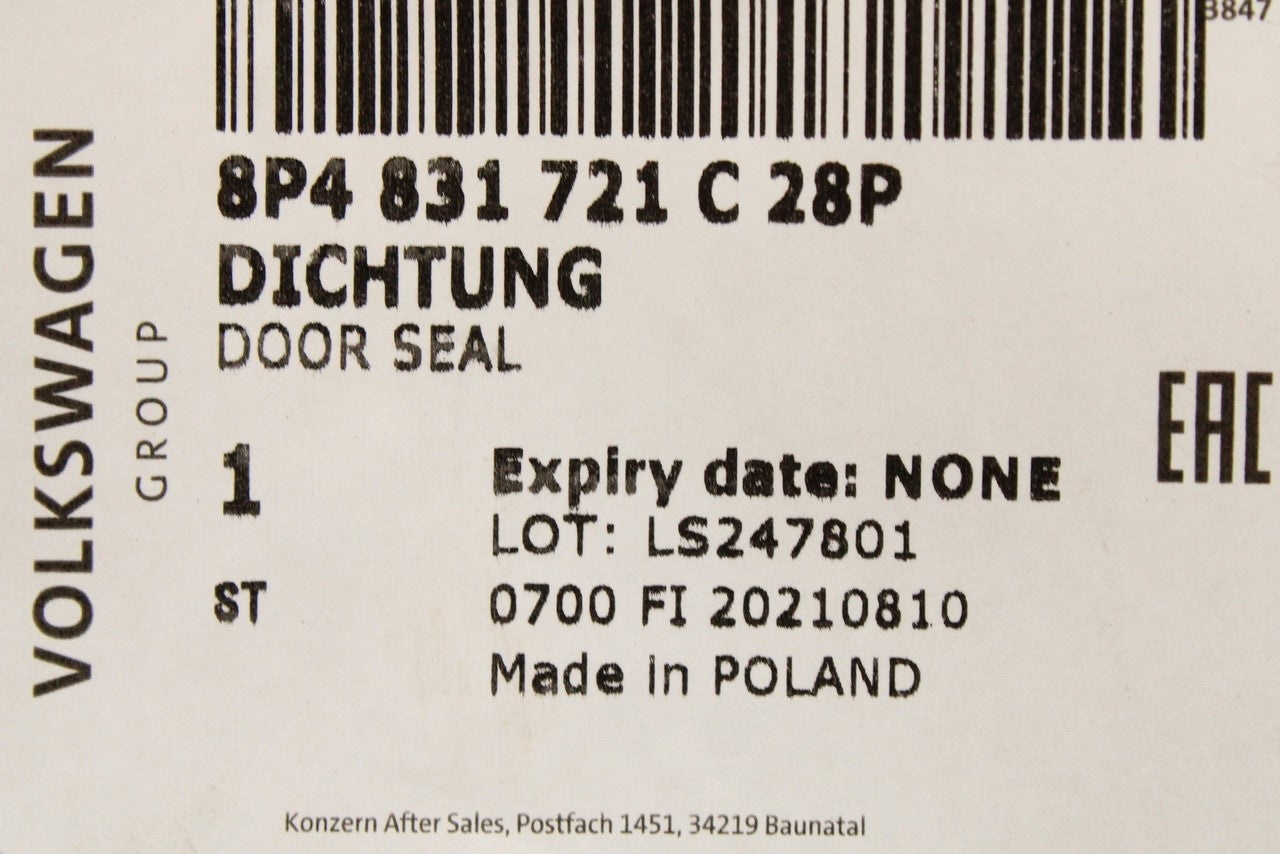 3847
8P4 831 721 C 28P
DICHTUNG
DOOR SEAL
VOLKSWAGEN
GROUP
EAC
1
Expiry date: NONE
LOT: LS247801
ST
0700 FI 20210810
Made in POLAND
Konzern After Sales, Postfach 1451, 34219 Baunatal